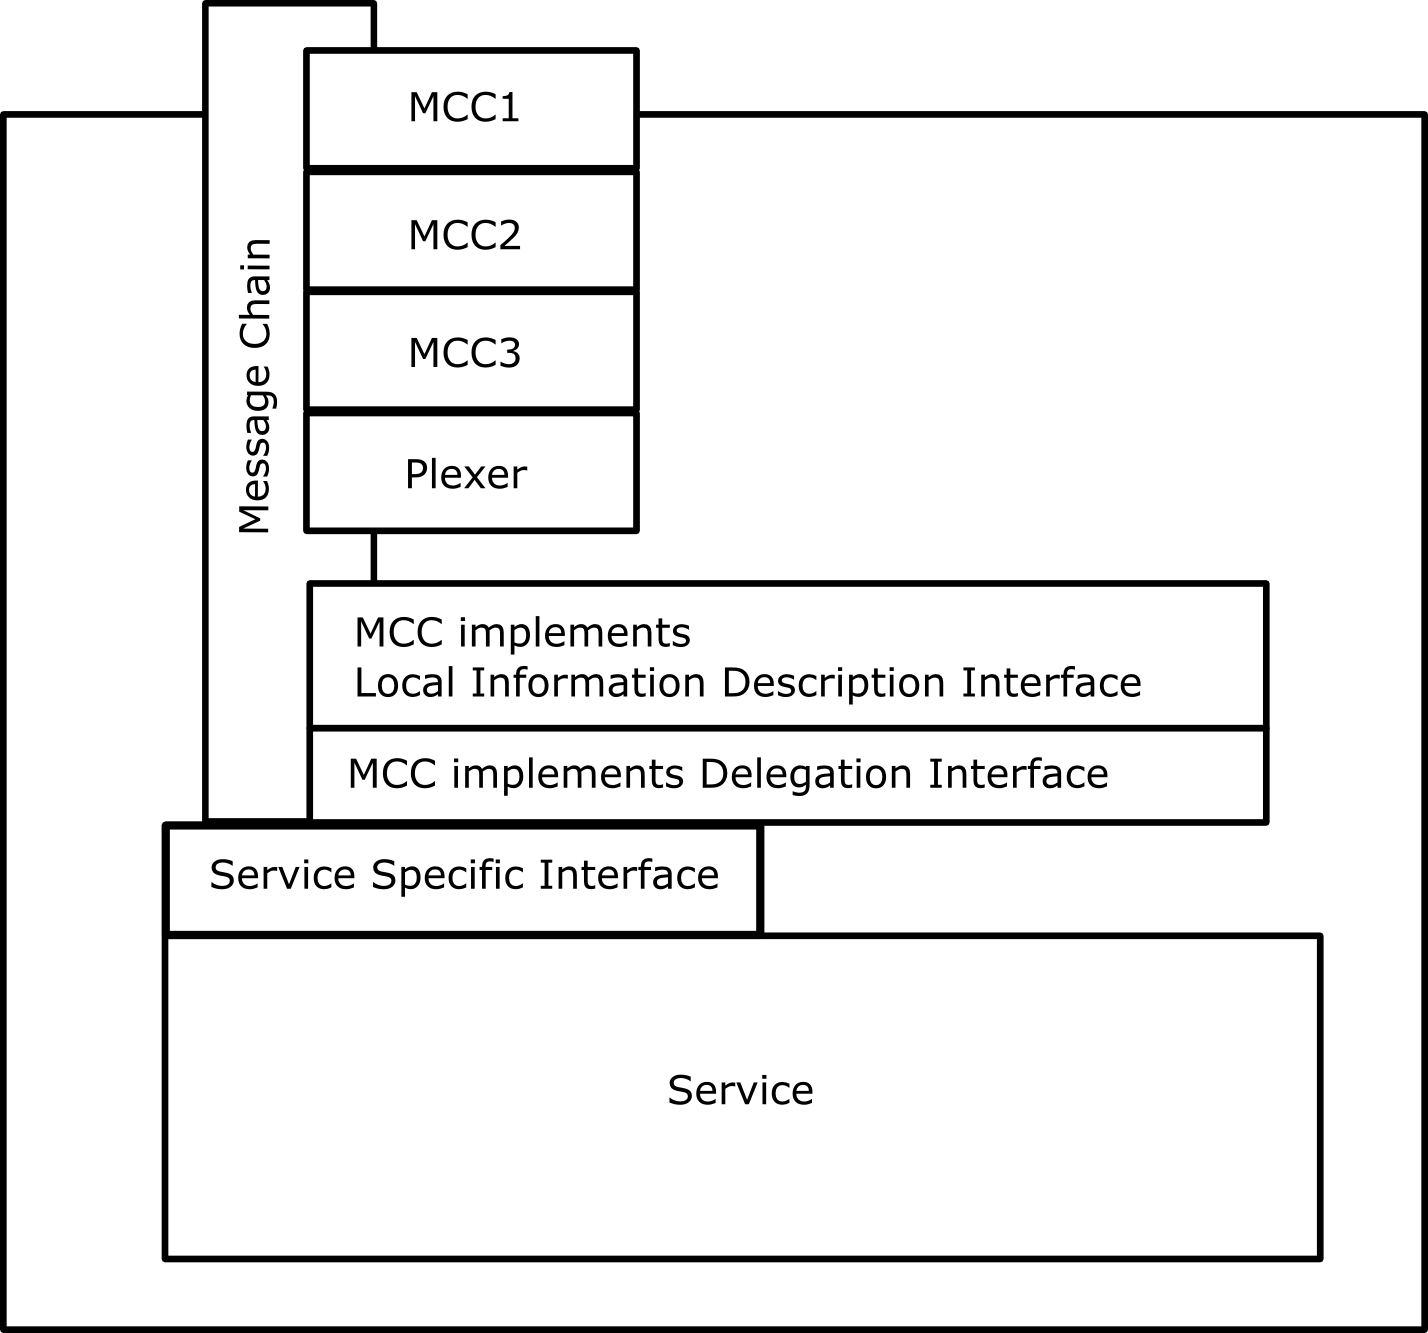 MCC1
MCC2
MCC3
Plexer
Message Chain
MCC implements
Local Information Description Interface
MCC implements Delegation Interface
Service Specific Interface
Service